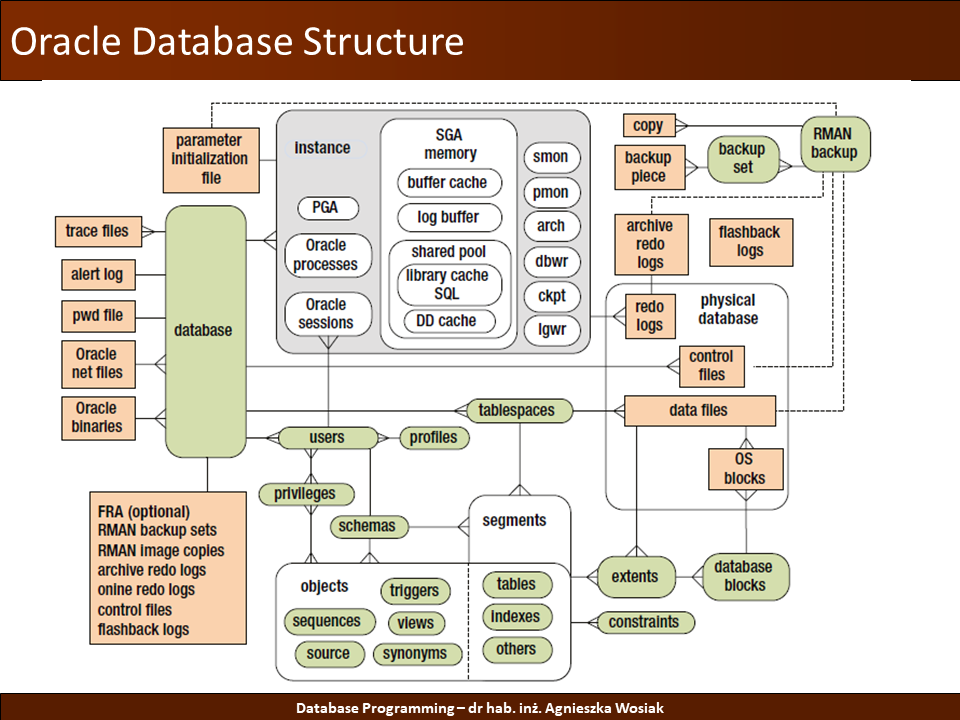 Oracle Database Structure
parameter
initialization
file
instance
PGA
Oracle
processes
Oracle
sessions
SGA
memory
buffer cache
log buffer
shared pool
library cache
SQL
DD cache
smon
pmon
arch
dbwr
ckpt
lgwr
copy
backup
piece
backup
set
RMAN
backup
archive
redo
logs
flashback
logs
redo
logs
physical
database
control
files
data files
OS
blocks
trace files
alert log
pwd file
Oracle
net files
Oracle
binaries
database
tablespaces
users
profiles
privileges
schemas
segments
FRA (optional)
RMAN backup sets
RMAN image copies
archive redo logs
onine redo logs
control files
flashback logs
objects
triggers
sequences
views
source
synonyms
tables
indexes
others
extents
database
blocks
constraints
Database Programming – dr hab. inż. Agnieszka Wosiak